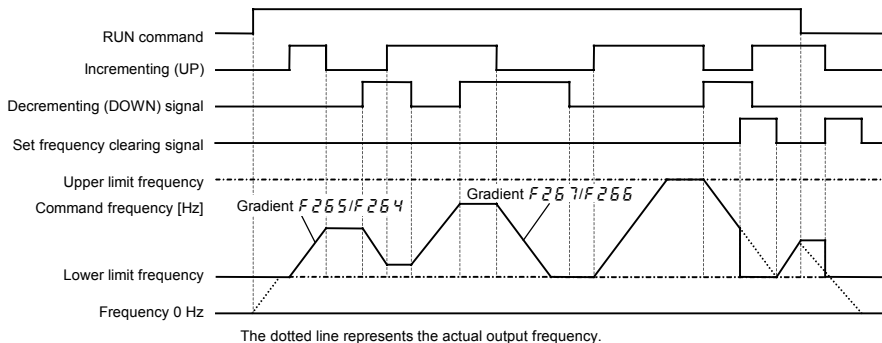 RUN command
Incrementing (UP)
Decrementing (DOWN) signal
Set frequency clearing signal
Upper limit frequency
Command frequency [Hz]
Gradient F265/F264
Gradient F267/F266
Lower limit frequency
Frequency 0 Hz
The dotted line represents the actual output frequency.